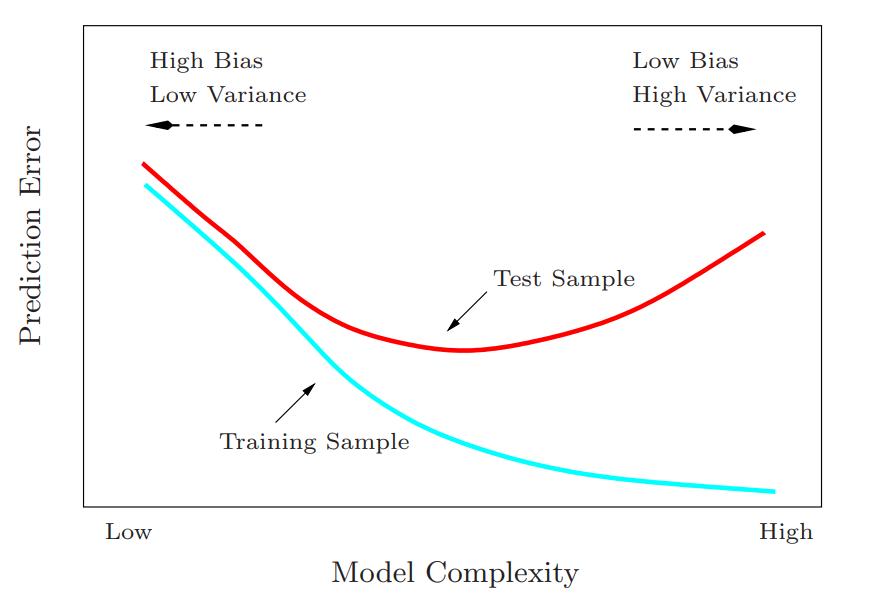 High Bias
Low Variance
Low Bias
High Variance
Prediction Error
Test Sample
Training Sample
Low
High
Model Complexity